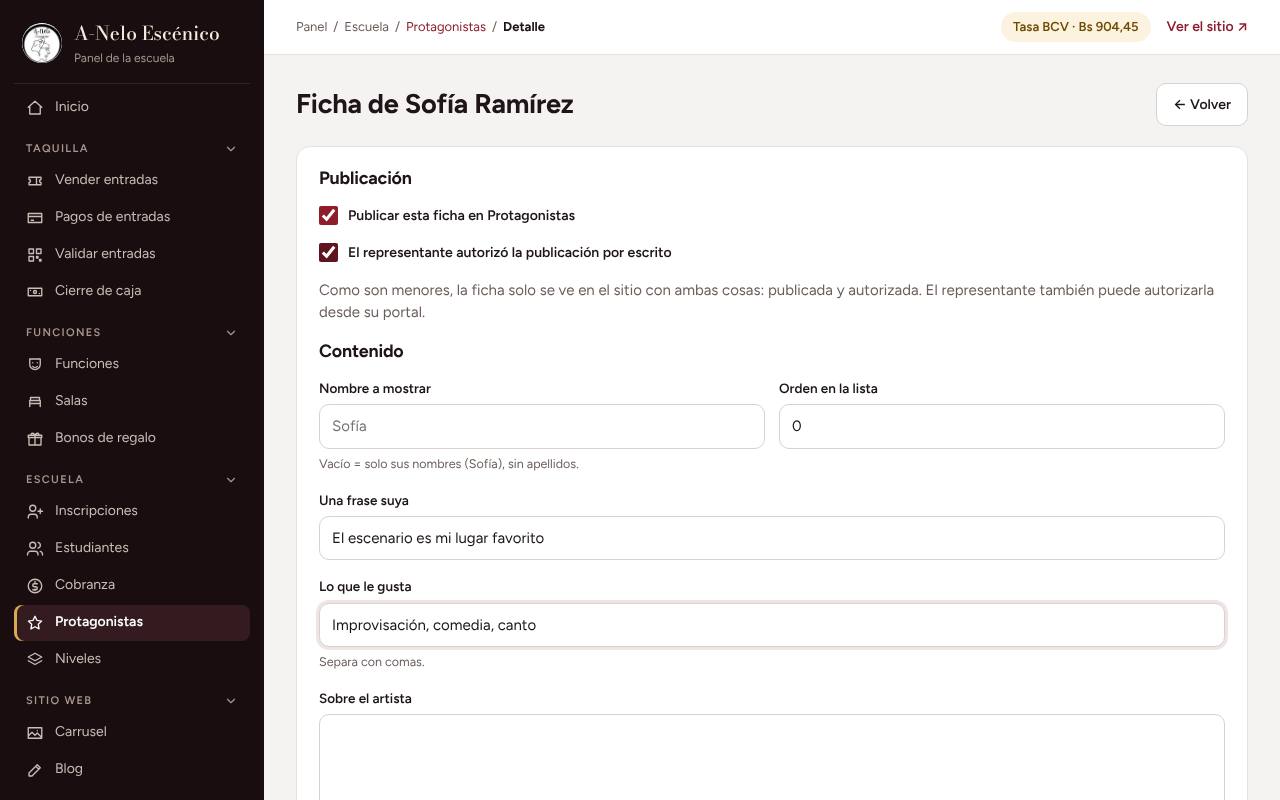 A-Nelo Escénico
Panel de la escuela
Inicio
TAQUILLA
Vender entradas
Pagos de entradas
Validar entradas
Cierre de caja
FUNCIONES
Funciones
Salas
Bonos de regalo
ESCUELA
Inscripciones
Estudiantes
Cobranza
Protagonistas
Niveles
SITIO WEB
Carrusel
Blog
Panel / Escuela / Protagonistas / Detalle
Tasa BCV · Bs 904,45
Ver el sitio ↗
Ficha de Sofía Ramírez
← Volver
Publicación
Publicar esta ficha en Protagonistas
El representante autorizó la publicación por escrito
Como son menores, la ficha solo se ve en el sitio con ambas cosas: publicada y autorizada. El representante también puede autorizarla
desde su portal.
Contenido
Nombre a mostrar
Orden en la lista
Sofía
0
Vacío = solo sus nombres (Sofía), sin apellidos.
Una frase suya
El escenario es mi lugar favorito
Lo que le gusta
Improvisación, comedia, canto
Separa con comas.
Sobre el artista